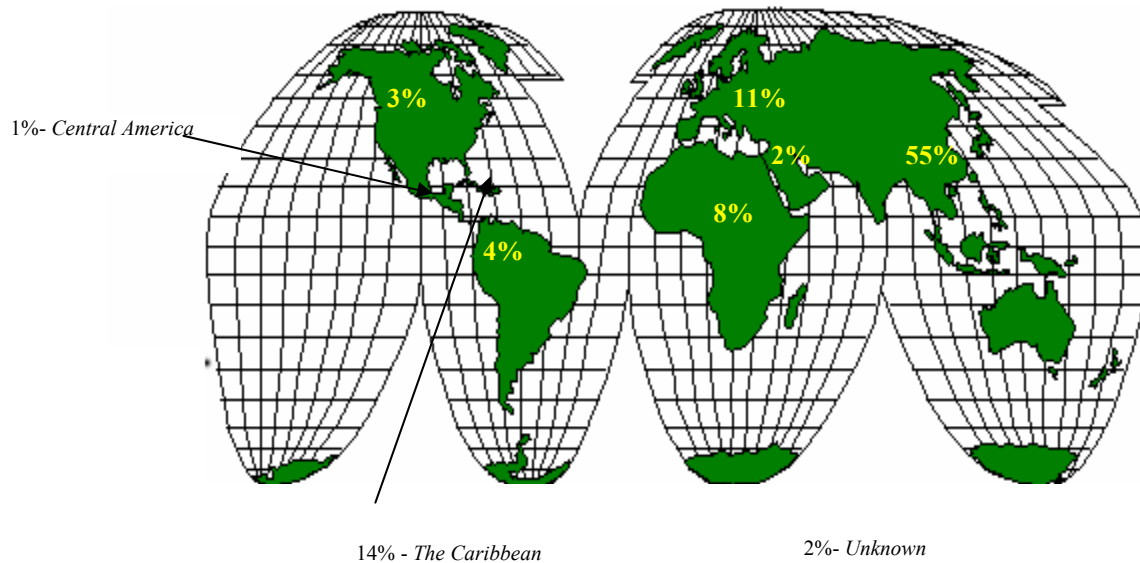 3%
11%
1%- Central America
2%
55%
8%
4%
14% - The Caribbean
2%- Unknown